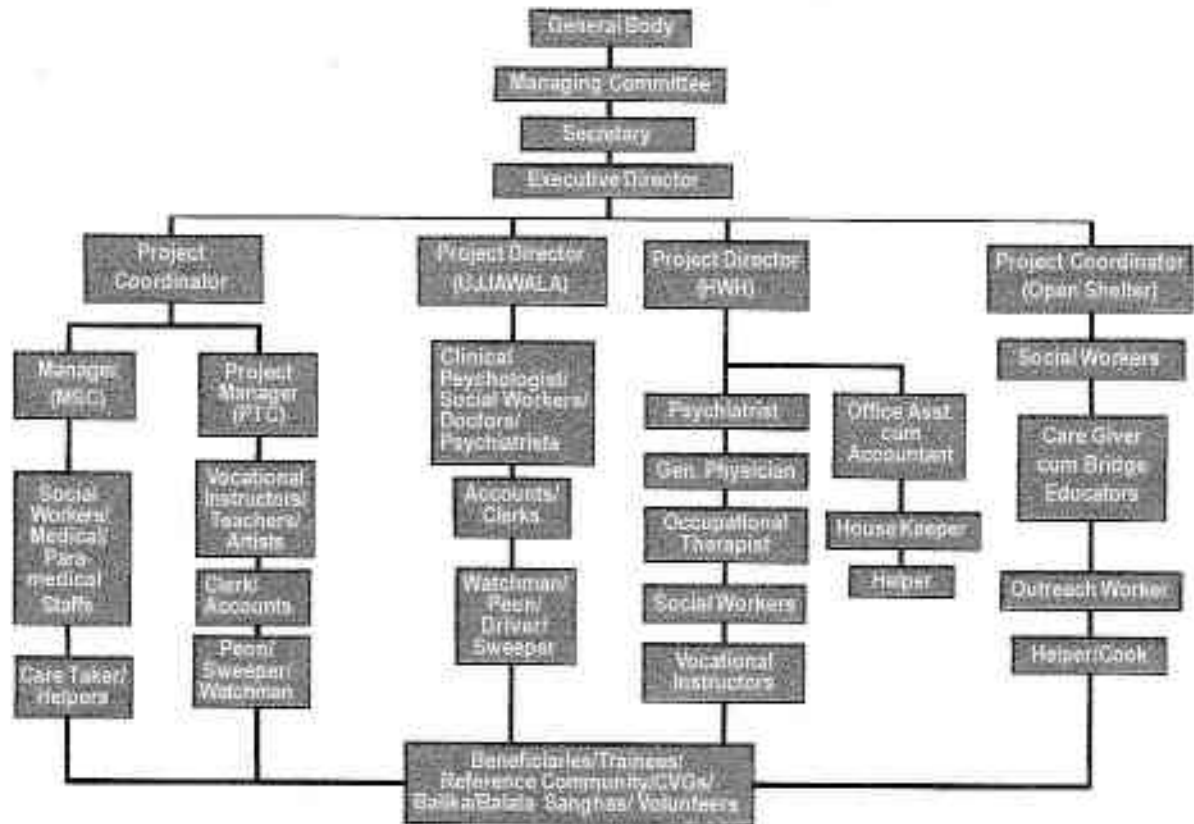 General Body
Managing Committee
Secretary
Executive Director
Project
Coordinator
Project Director
(UJJAWALA)
Project Director
(HWH)
Project Coordinator
(Open Shelter)
Manager
(MSC)
Project
Manager
(PTC)
Clinical
Psychologist/
Social Workers/
Doctors/
Psychiatrists
Psychiatrist
Office Asst.
cum
Accountant
Social Workers
Social
Workers/
Medical/
Para-
medical
Staffs
Vocational
Instructors/
Teachers/
Artists
Accounts/
Clerks
Gen. Physician
Care Giver
cum Bridge
Educators
Occupational
Therapist
House Keeper
Clerk/
Accounts
Watchman/
Peon/
Driver/
Sweeper
Social Workers
Helper
Outreach Worker
Care Taker/
Helpers
Peon/
Sweeper/
Watchman
Vocational
Instructors
Helper/Cook
Beneficiaries/Trainees/
Reference Community/CVGs/
Balika/Balala Sanghas/ Volunteers